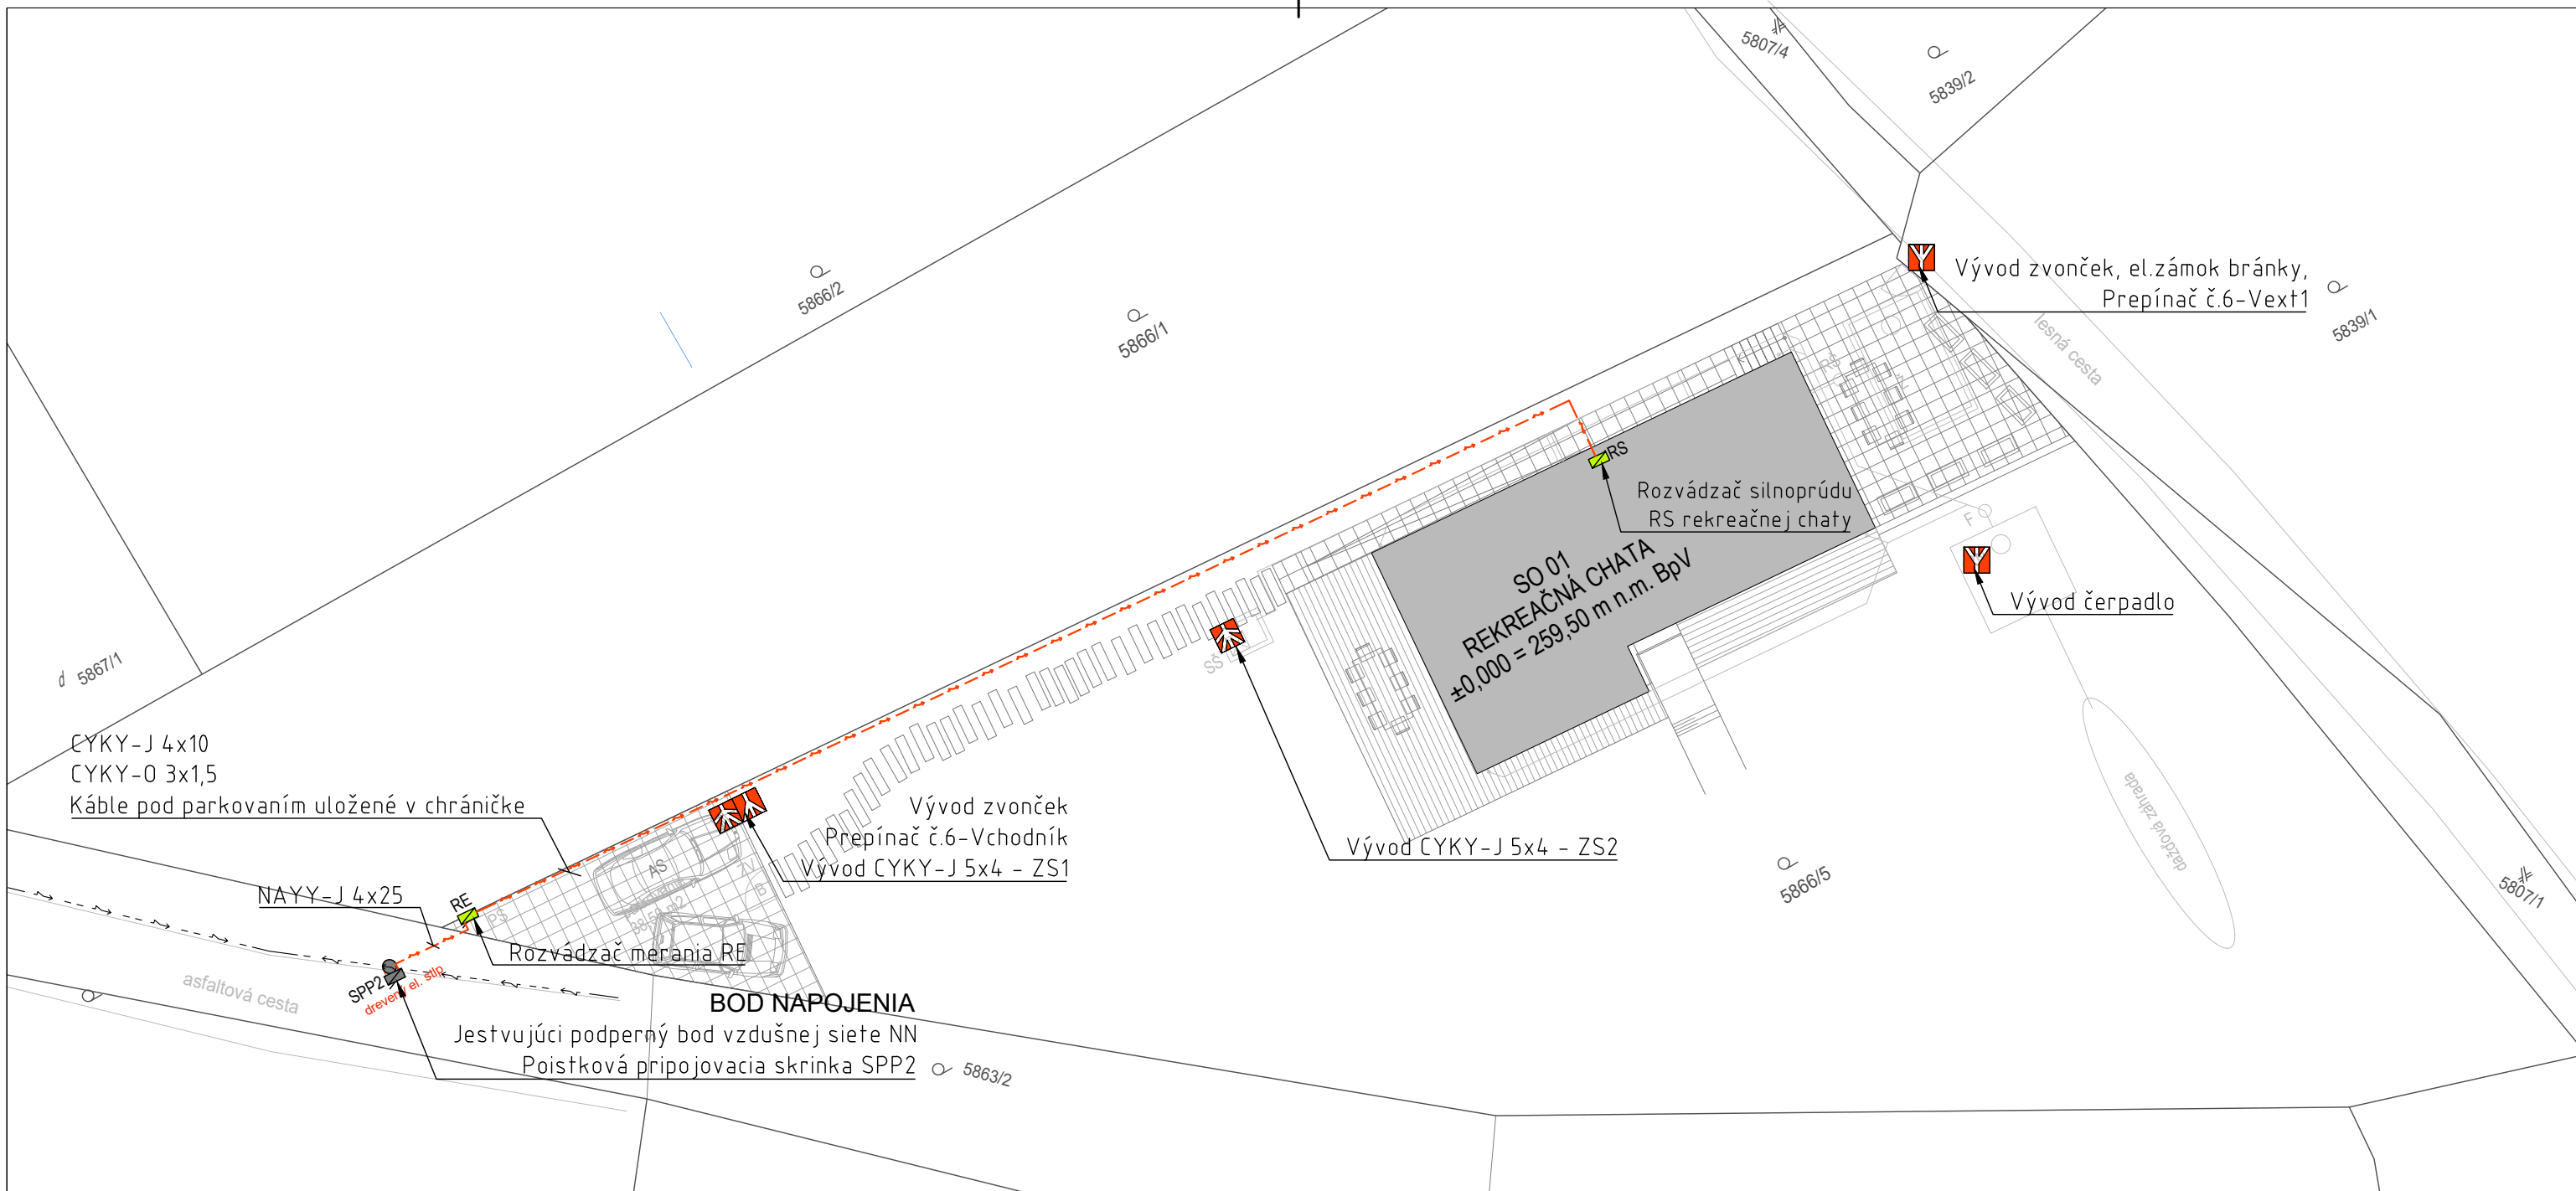 5807/4
5839/2
5866/2
5866/1
Vývod zvonček, el.zámok bránky,
Prepínač č.6-Vext1
5839/1
lesná cesta
RŠ
RS
Rozvádzač silnoprúdu
RS rekreačnej chaty
SO 01
REKREAČNÁ CHATA
±0,000 = 259,50 m n.m. BpV
F
Vývod čerpadlo
SŠ
5867/1
CYKY-J 4x10
CYKY-O 3x1,5
Káble pod parkovaním uložené v chráničke
Vývod zvonček
Prepínač č.6-Vchodník
Vývod CYKY-J 5x4 - ZS1
Vývod CYKY-J 5x4 - ZS2
dažďová záhrada
AS
B
5866/5
5807/1
NAYY-J 4x25
RE
PS
Rozvádzač merania RE
SPP2
drevený el. stĺp
asfaltová cesta
BOD NAPOJENIA
Jestvujúci podperný bod vzdušnej siete NN
Poistková pripojovacia skrinka SPP2
5863/2